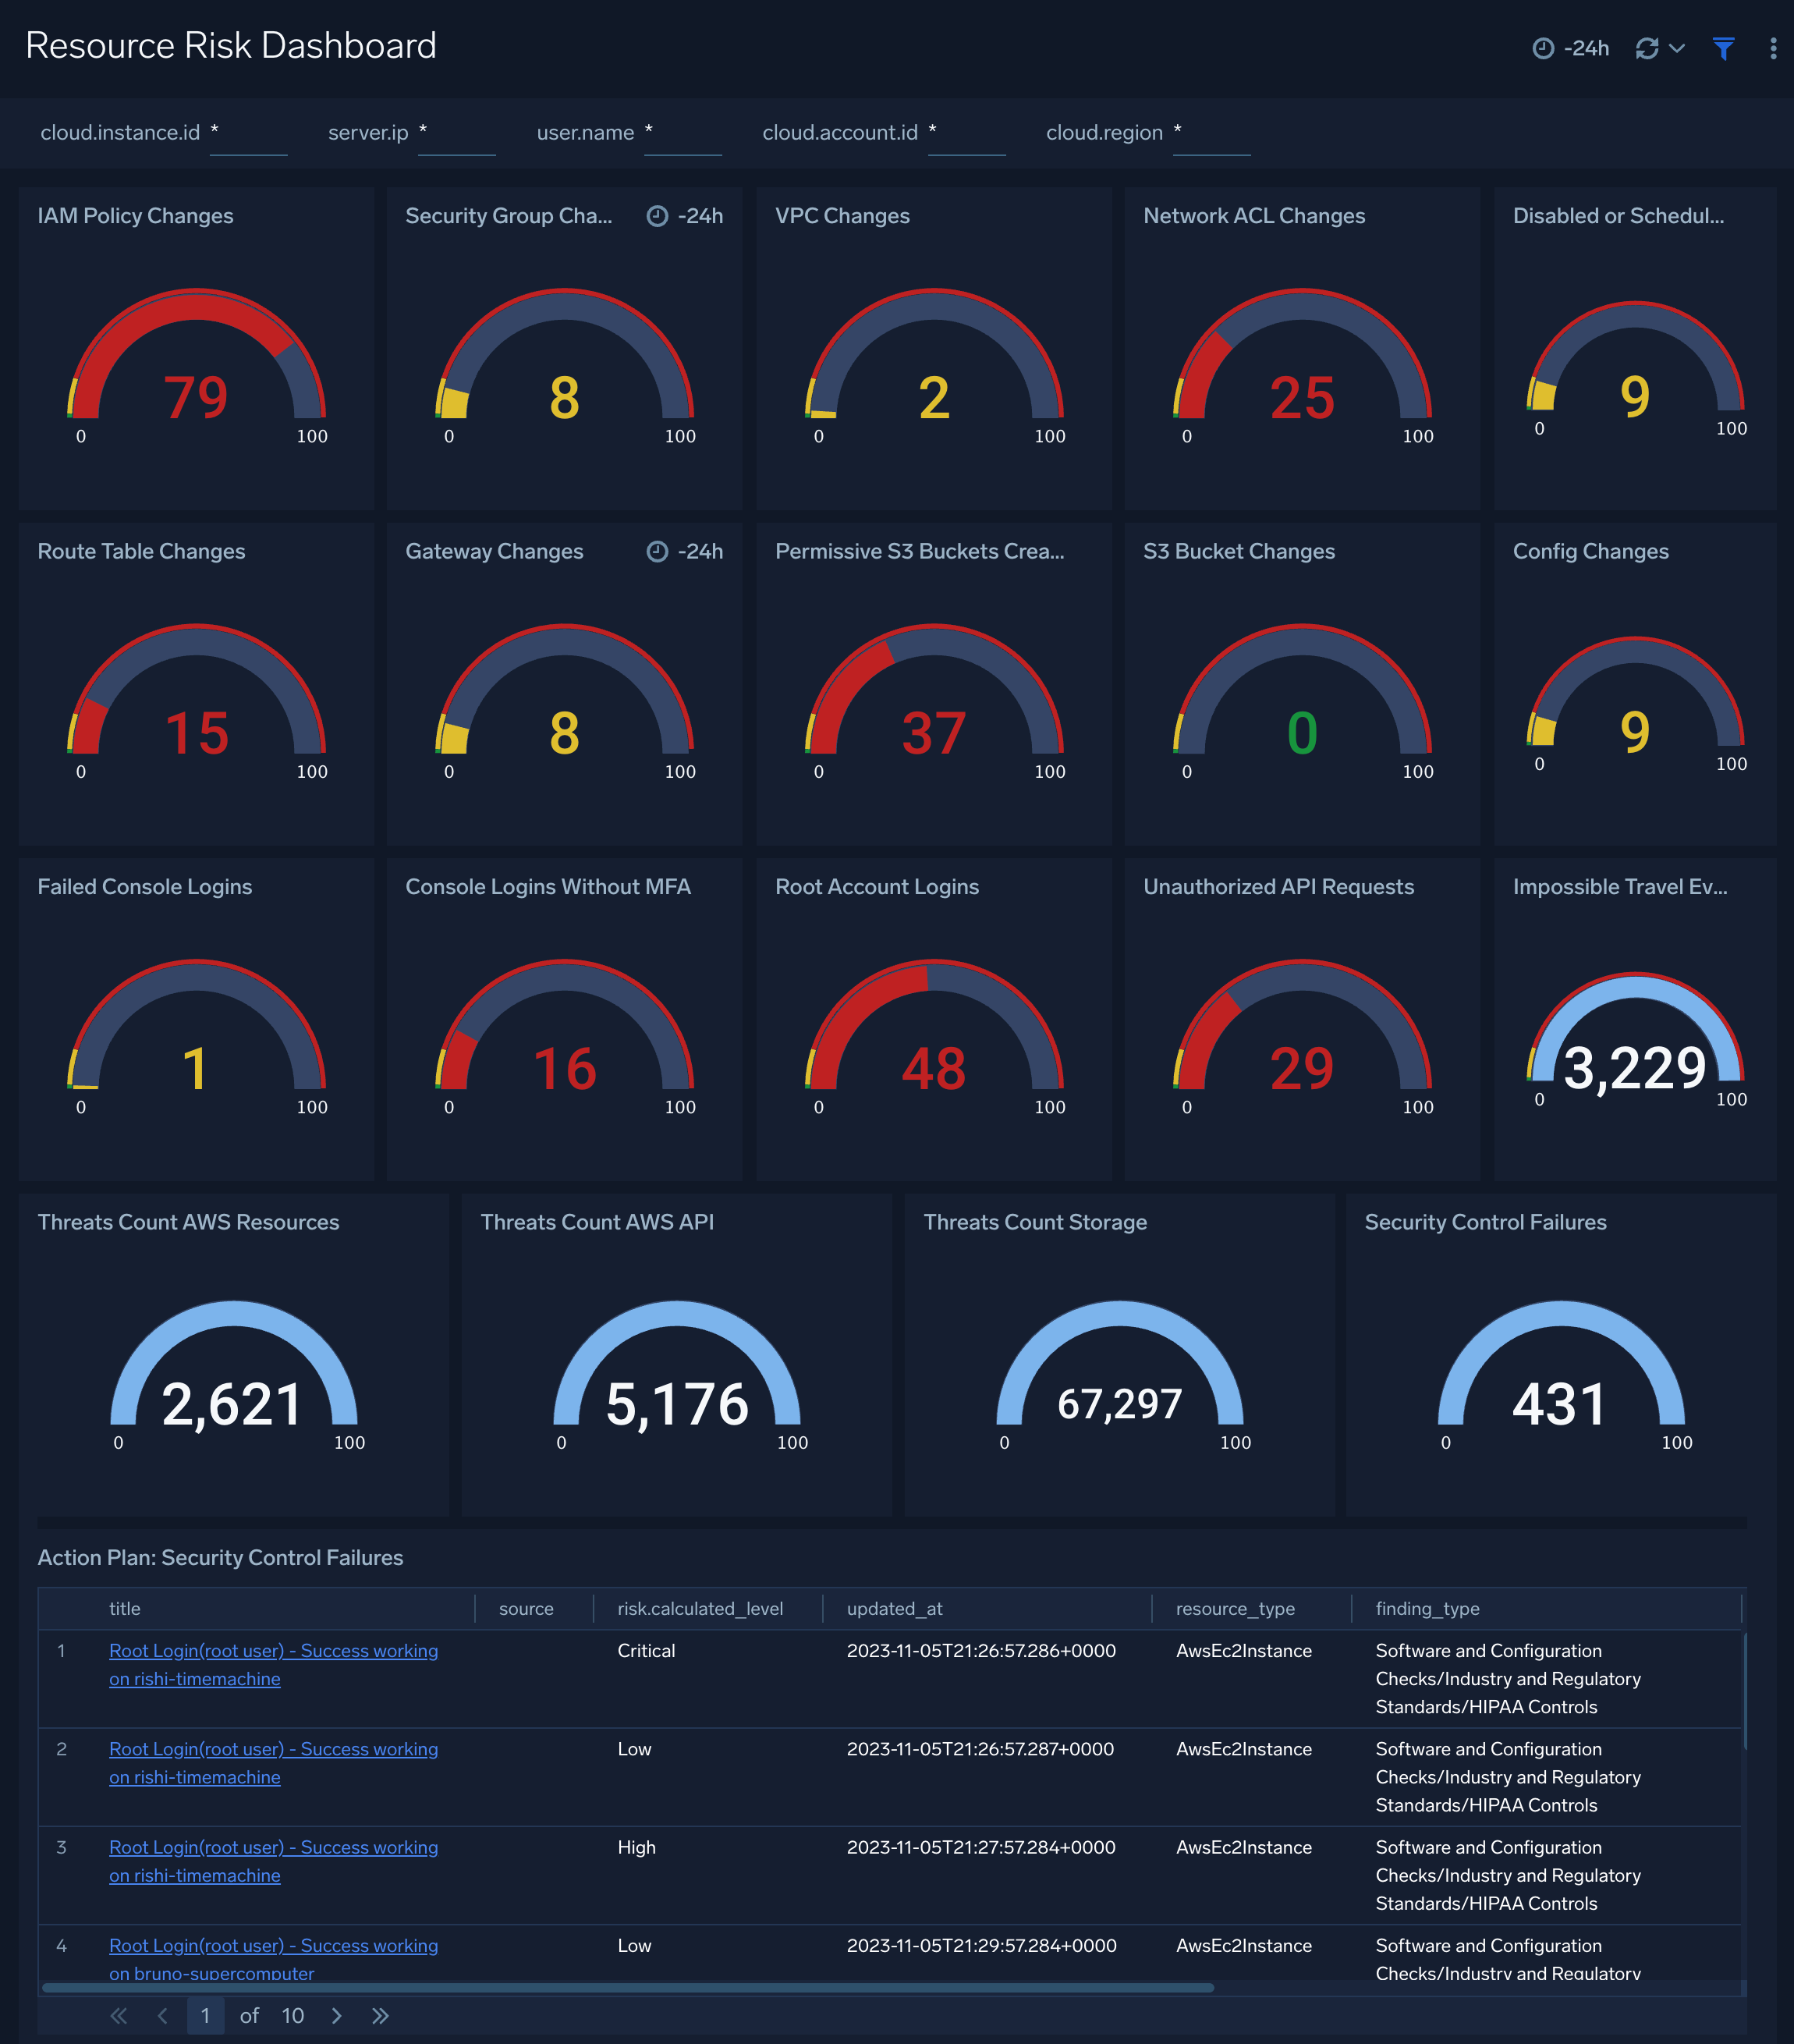 Resource Risk Dashboard
-24h
cloud.instance.id *
server.ip *
user.name *
cloud.account.id *
cloud.region *
IAM Policy Changes
79
0 100
Security Group Cha... -24h
8
0 100
VPC Changes
2
0 100
Network ACL Changes
25
0 100
Disabled or Schedul...
9
0 100
Route Table Changes
15
0 100
Gateway Changes -24h
8
0 100
Permissive S3 Buckets Crea...
37
0 100
S3 Bucket Changes
0
0 100
Config Changes
9
0 100
Failed Console Logins
1
0 100
Console Logins Without MFA
16
0 100
Root Account Logins
48
0 100
Unauthorized API Requests
29
0 100
Impossible Travel Ev...
3,229
0 100
Threats Count AWS Resources
2,621
0 100
Threats Count AWS API
5,176
0 100
Threats Count Storage
67,297
0 100
Security Control Failures
431
0 100
Action Plan: Security Control Failures
title source risk.calculated_level updated_at resource_type finding_type
1 Root Login(root user) - Success working Critical 2023-11-05T21:26:57.286+0000 AwsEc2Instance Software and Configuration
on rishi-timemachine Checks/Industry and Regulatory
Standards/HIPAA Controls
2 Root Login(root user) - Success working Low 2023-11-05T21:26:57.287+0000 AwsEc2Instance Software and Configuration
on rishi-timemachine Checks/Industry and Regulatory
Standards/HIPAA Controls
3 Root Login(root user) - Success working High 2023-11-05T21:27:57.284+0000 AwsEc2Instance Software and Configuration
on rishi-timemachine Checks/Industry and Regulatory
Standards/HIPAA Controls
4 Root Login(root user) - Success working Low 2023-11-05T21:29:57.284+0000 AwsEc2Instance Software and Configuration
on bruno-supercomputer Checks/Industry and Regulatory
1 of 10